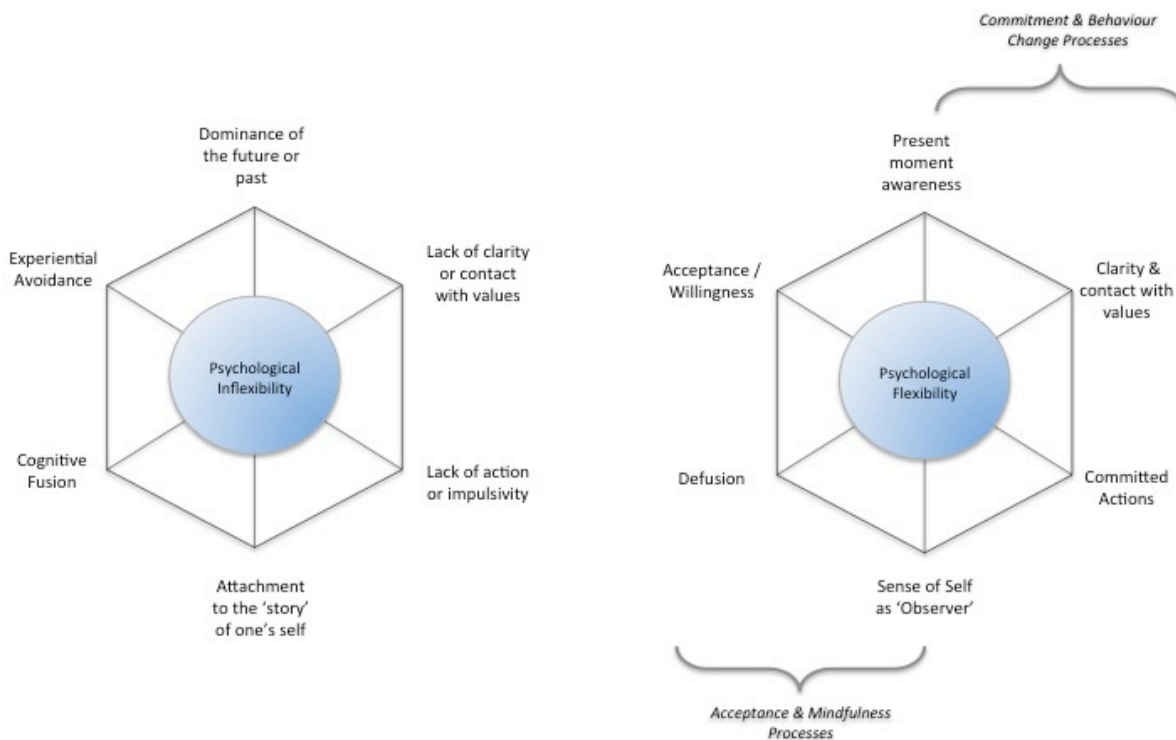 Dominance of
the future or
past
Experiential
Avoidance
Lack of clarity
or contact
with values
Psychological
Inflexibility
Cognitive
Fusion
Lack of action
or impulsivity
Attachment
to the ‘story’
of one’s self
Commitment & Behaviour
Change Processes
Present
moment
awareness
Acceptance /
Willingness
Clarity &
contact with
values
Psychological
Flexibility
Defusion
Committed
Actions
Sense of Self
as ‘Observer’
Acceptance & Mindfulness
Processes